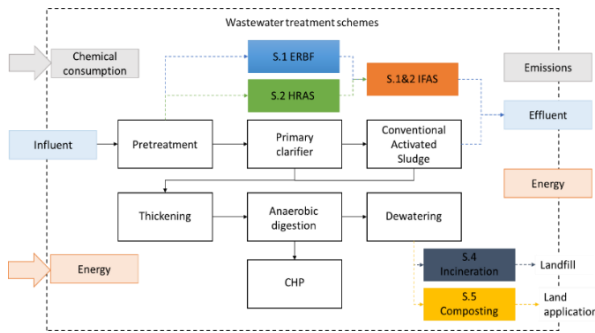 Wastewater treatment schemes
Chemical
consumption
S.1 ERBF
S.1&2 IFAS
S.2 HRAS
Emissions
Effluent
Influent
Pretreatment
Primary
clarifier
Conventional
Activated
Sludge
Energy
Thickening
Anaerobic
digestion
Dewatering
Energy
CHP
S.4
Incineration
Landfill
S.5
Composting
Land
application